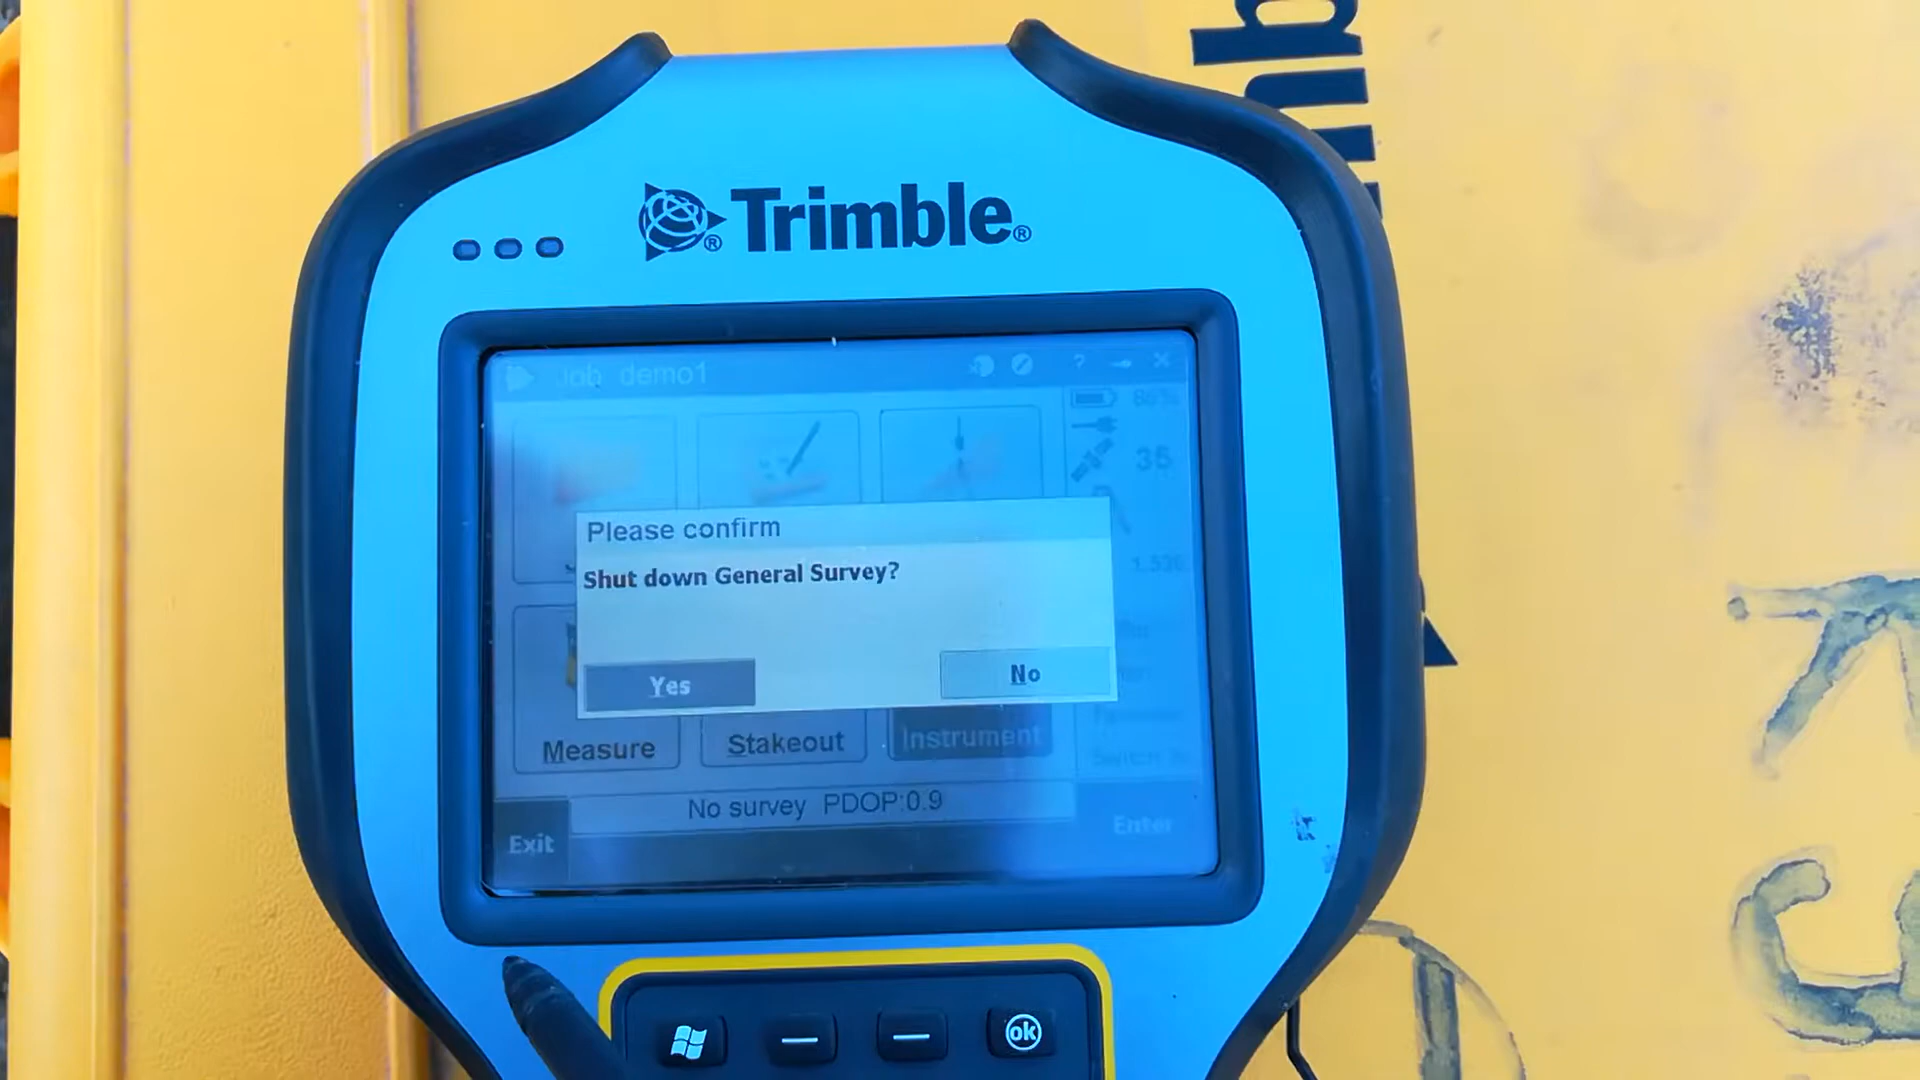 Trimble®
Job demo1
?
86%
35
Please confirm
Shut down General Survey?
Yes
No
Measure
Stakeout
Instrument
No survey PDOP:0.9
Exit
Enter
ok